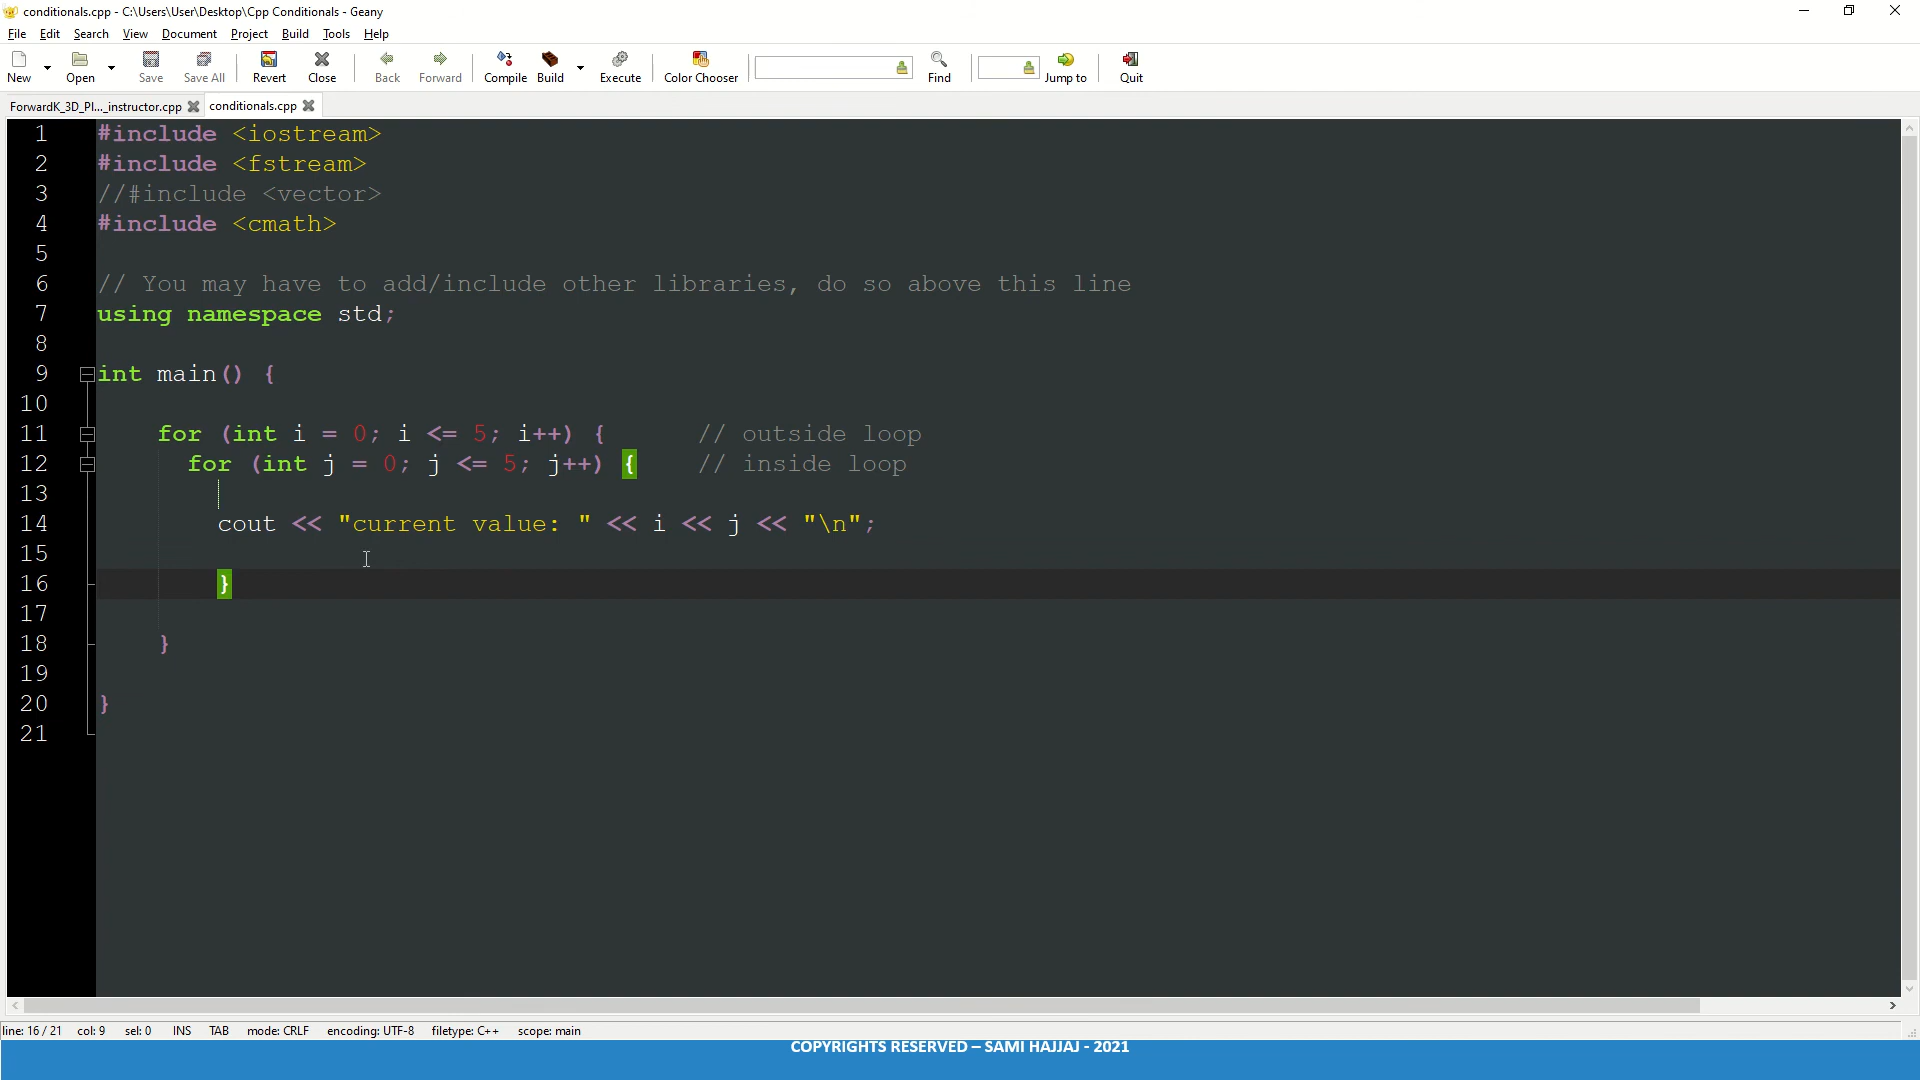 conditionals.cpp - C:\Users\User\Desktop\Cpp Conditionals - Geany
File Edit Search View Document Project Build Tools Help
New Open Save Save All Revert Close Back Forward Compile Build Execute Color Chooser Find Jump to Quit
ForwardK_3D_Pl..._instructor.cpp conditionals.cpp
1 #include <iostream>
2 #include <fstream>
3 //#include <vector>
4 #include <cmath>
5
6 // You may have to add/include other libraries, do so above this line
7 using namespace std;
8
9 int main() {
10
11 for (int i = 0; i <= 5; i++) { // outside loop
12 for (int j = 0; j <= 5; j++) { // inside loop
13
14 cout << "current value: " << i << j << "\n";
15
16 }
17
18 }
19
20 }
21
line: 16 / 21 col: 9 sel: 0 INS TAB mode: CRLF encoding: UTF-8 filetype: C++ scope: main
COPYRIGHTS RESERVED – SAMI HAJJAJ - 2021